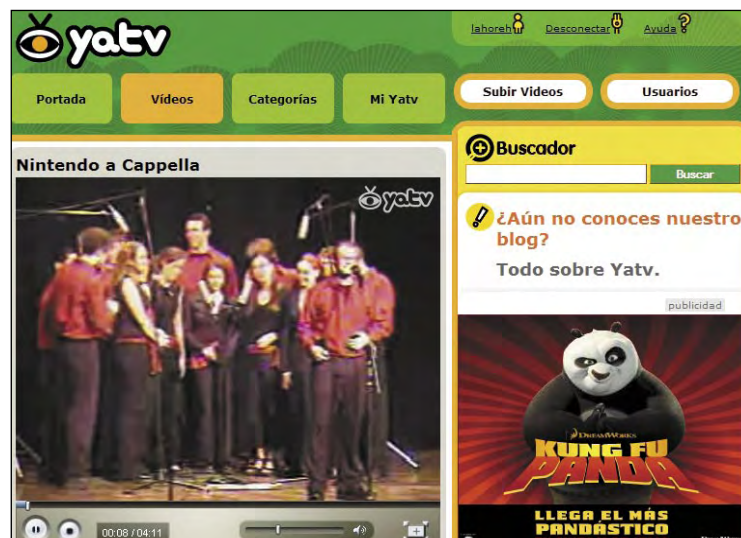 yatv
lahoreh
Desconectar
Ayuda ?
Portada
Vídeos
Categorías
Mi Yatv
Subir Videos
Usuarios
Nintendo a Cappella
yatv
00:08 / 04:11
Buscador
Buscar
¿Aún no conoces nuestro
blog?
Todo sobre Yatv.
publicidad
DREAMWORKS
KUNG FU
PANDA
LLEGA EL MÁS
PANDÁSTICO